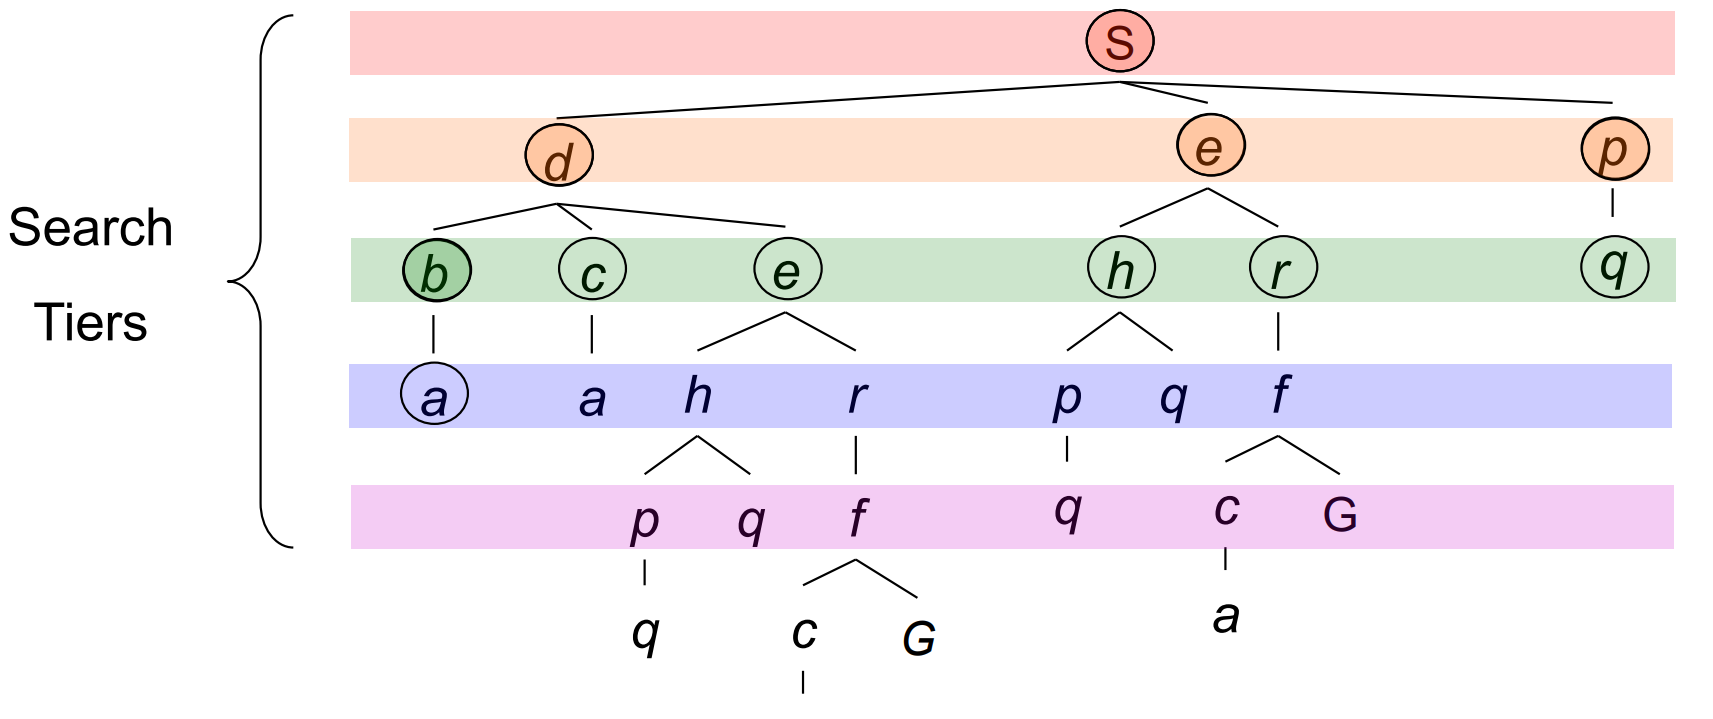 S
d e p
b c e h r q
Search
Tiers
a a h r p q f
p q f q c G
q c G a